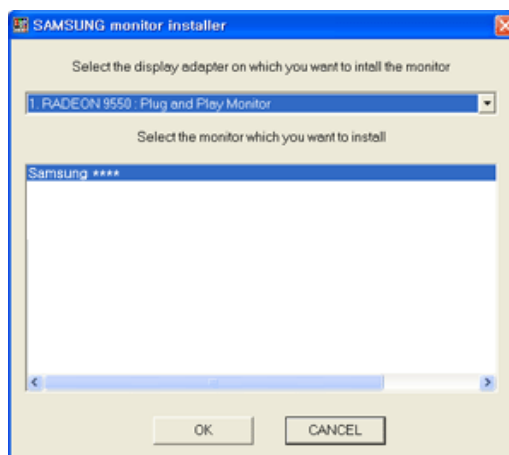 SAMSUNG monitor installer
Select the display adapter on which you want to intall the monitor
1. RADEON 9550 : Plug and Play Monitor
Select the monitor which you want to install
Samsung ****
OK
CANCEL